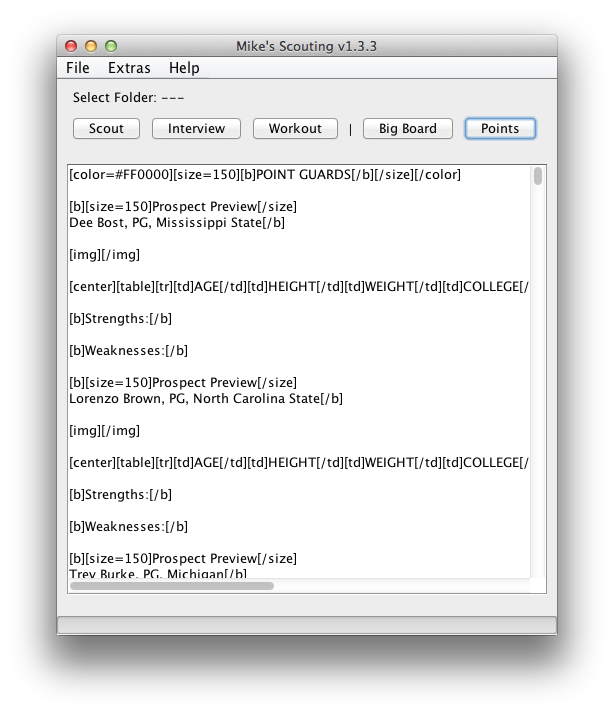 Mike's Scouting v1.3.3
File Extras Help
Select Folder: ---
Scout Interview Workout | Big Board Points
[color=#FF0000][size=150][b]POINT GUARDS[/b][/size][/color]
[b][size=150]Prospect Preview[/size]
Dee Bost, PG, Mississippi State[/b]
[img][/img]
[center][table][tr][td]AGE[/td][td]HEIGHT[/td][td]WEIGHT[/td][td]COLLEGE[/
[b]Strengths:[/b]
[b]Weaknesses:[/b]
[b][size=150]Prospect Preview[/size]
Lorenzo Brown, PG, North Carolina State[/b]
[img][/img]
[center][table][tr][td]AGE[/td][td]HEIGHT[/td][td]WEIGHT[/td][td]COLLEGE[/
[b]Strengths:[/b]
[b]Weaknesses:[/b]
[b][size=150]Prospect Preview[/size]
Trey Burke, PG, Michigan[/b]